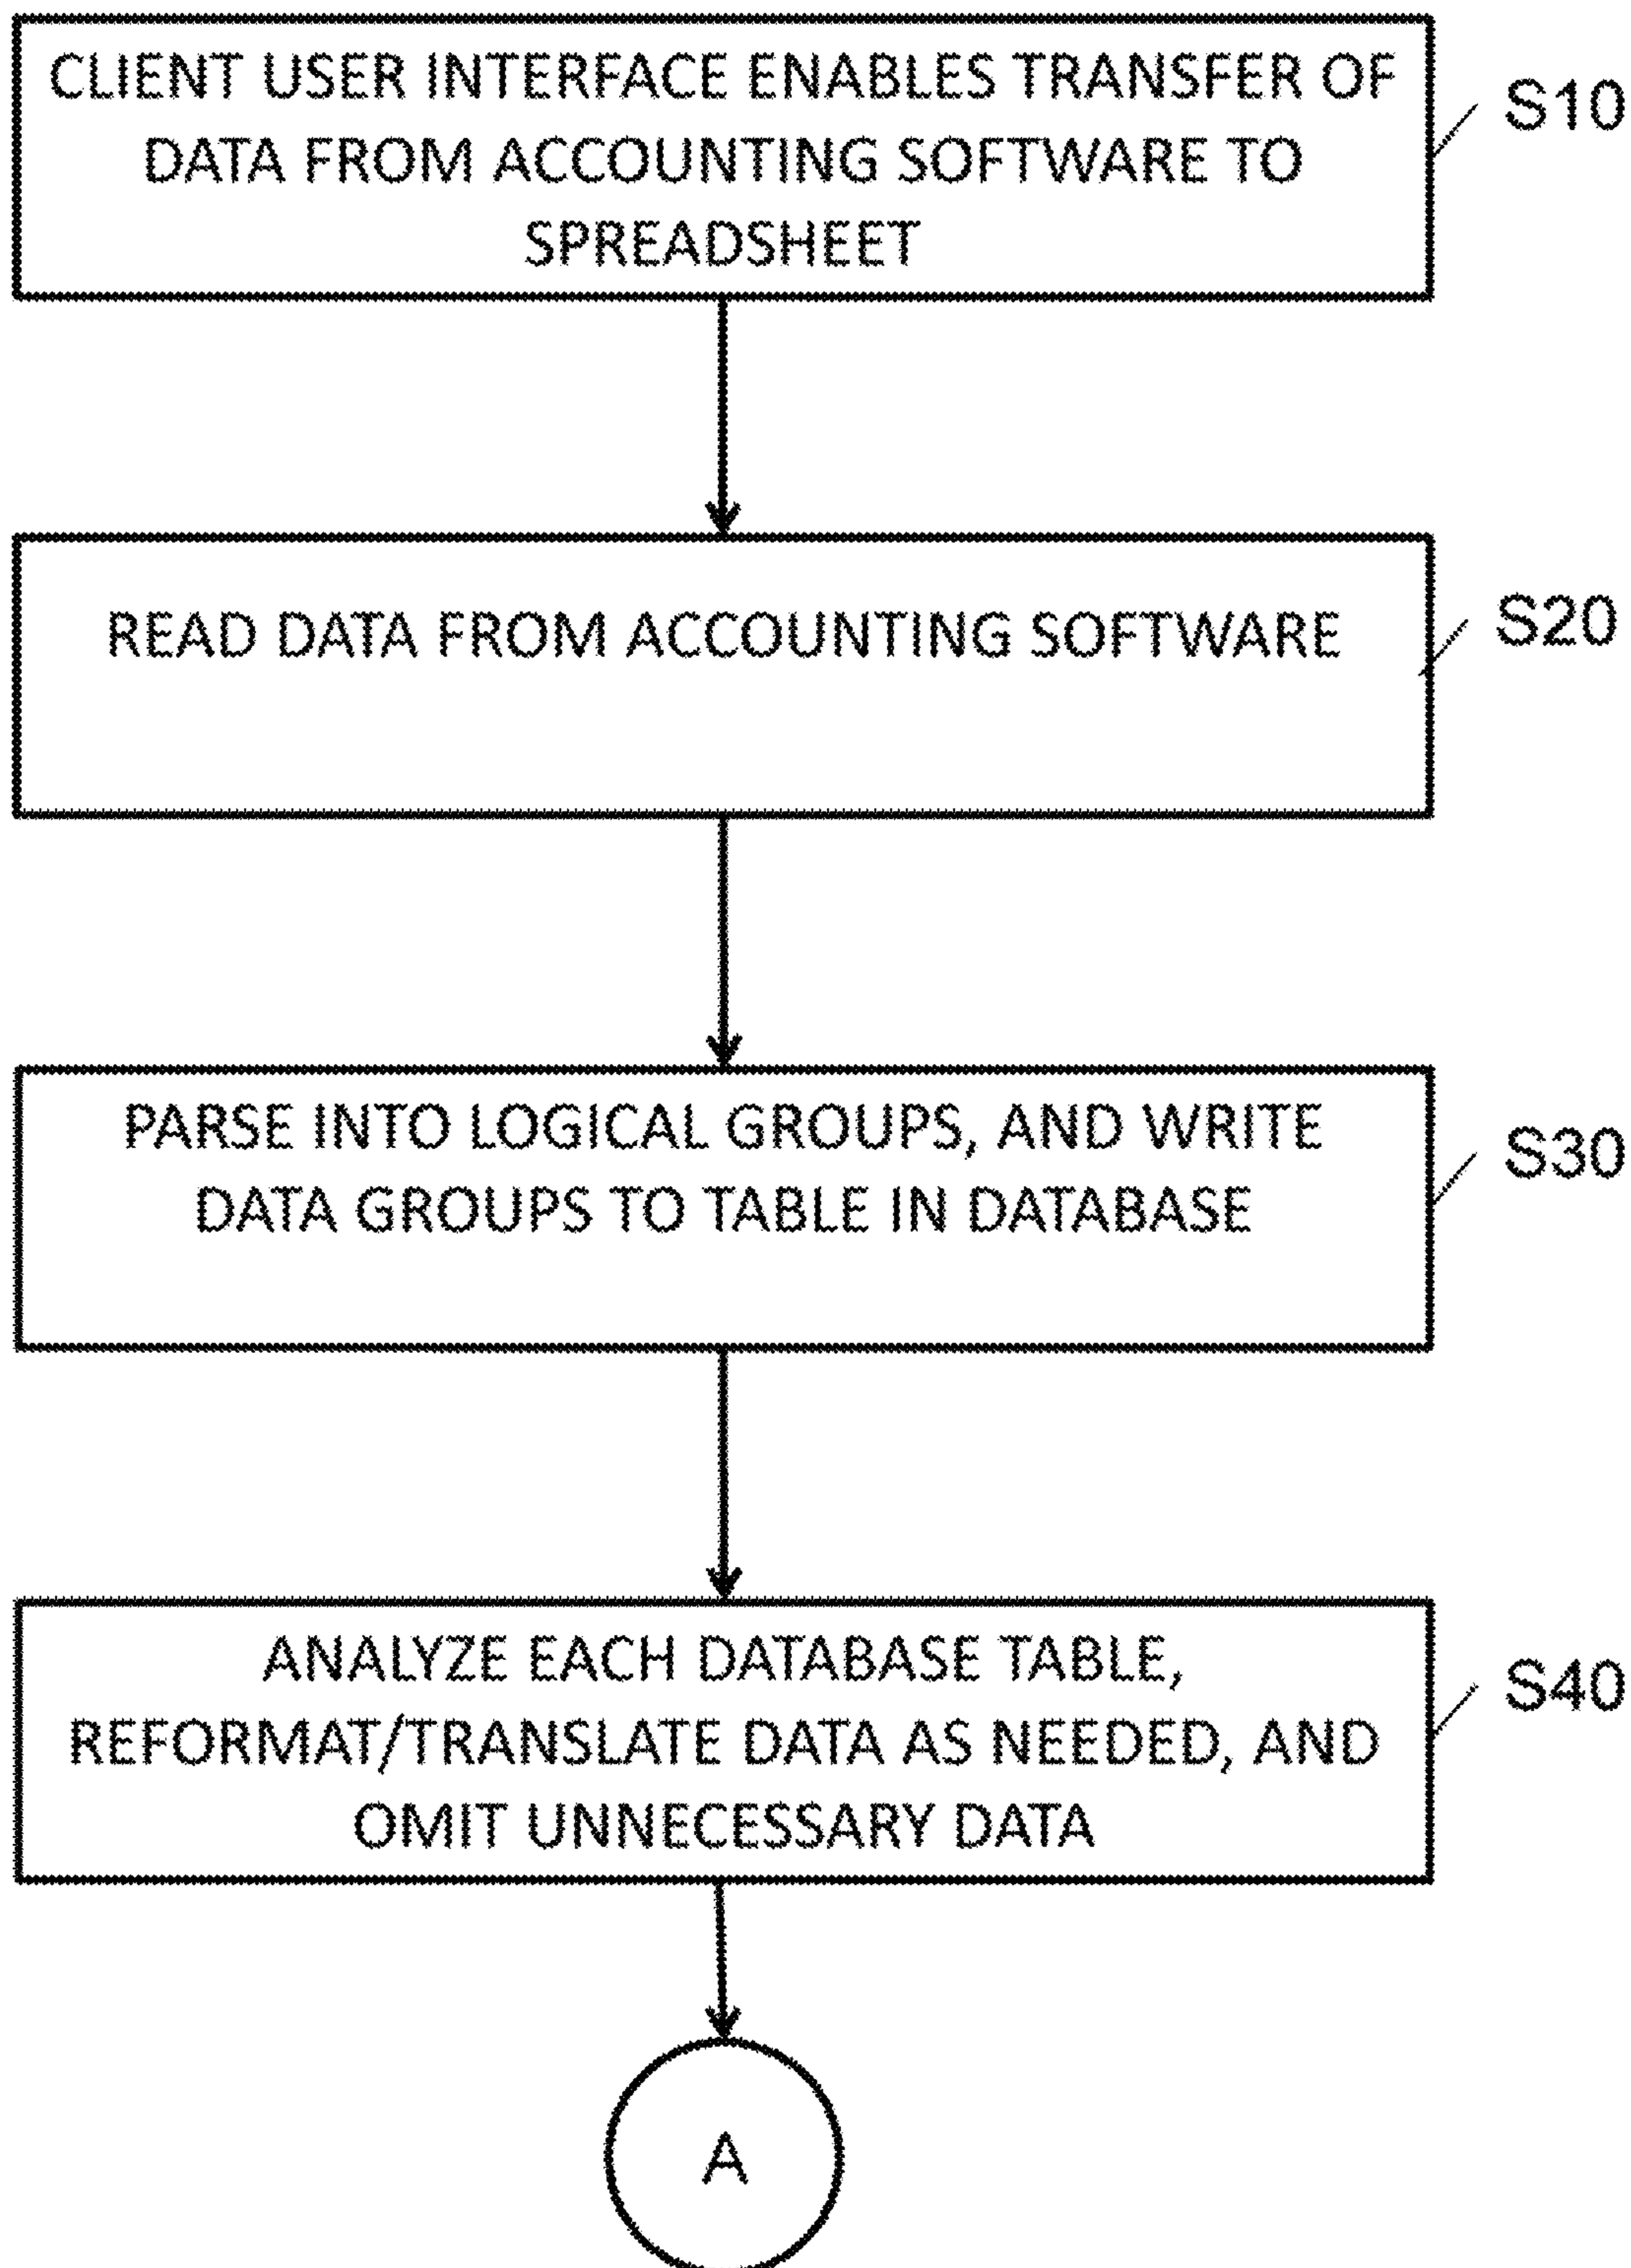 CLIENT USER INTERFACE ENABLES TRANSFER OF
DATA FROM ACCOUNTING SOFTWARE TO
SPREADSHEET
S10
READ DATA FROM ACCOUNTING SOFTWARE
S20
PARSE INTO LOGICAL GROUPS, AND WRITE
DATA GROUPS TO TABLE IN DATABASE
S30
ANALYZE EACH DATABASE TABLE,
REFORMAT/TRANSLATE DATA AS NEEDED, AND
OMIT UNNECESSARY DATA
S40
A